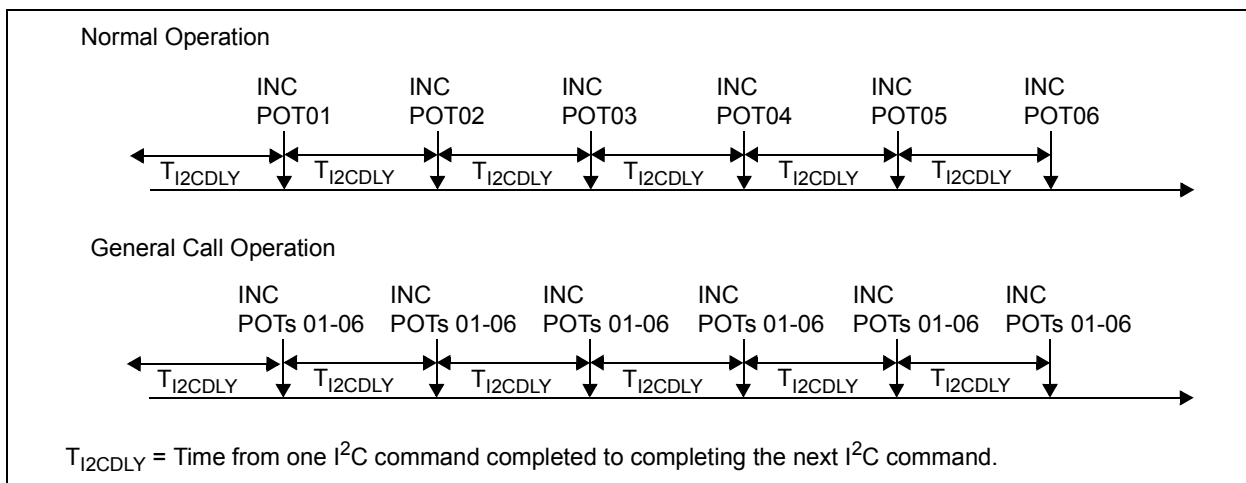 Normal Operation
INC INC INC INC INC INC
POT01 POT02 POT03 POT04 POT05 POT06
TI2CDLY TI2CDLY TI2CDLY TI2CDLY TI2CDLY TI2CDLY
General Call Operation
INC INC INC INC INC INC
POTs 01-06 POTs 01-06 POTs 01-06 POTs 01-06 POTs 01-06 POTs 01-06
TI2CDLY TI2CDLY TI2CDLY TI2CDLY TI2CDLY TI2CDLY
TI2CDLY = Time from one I²C command completed to completing the next I²C command.